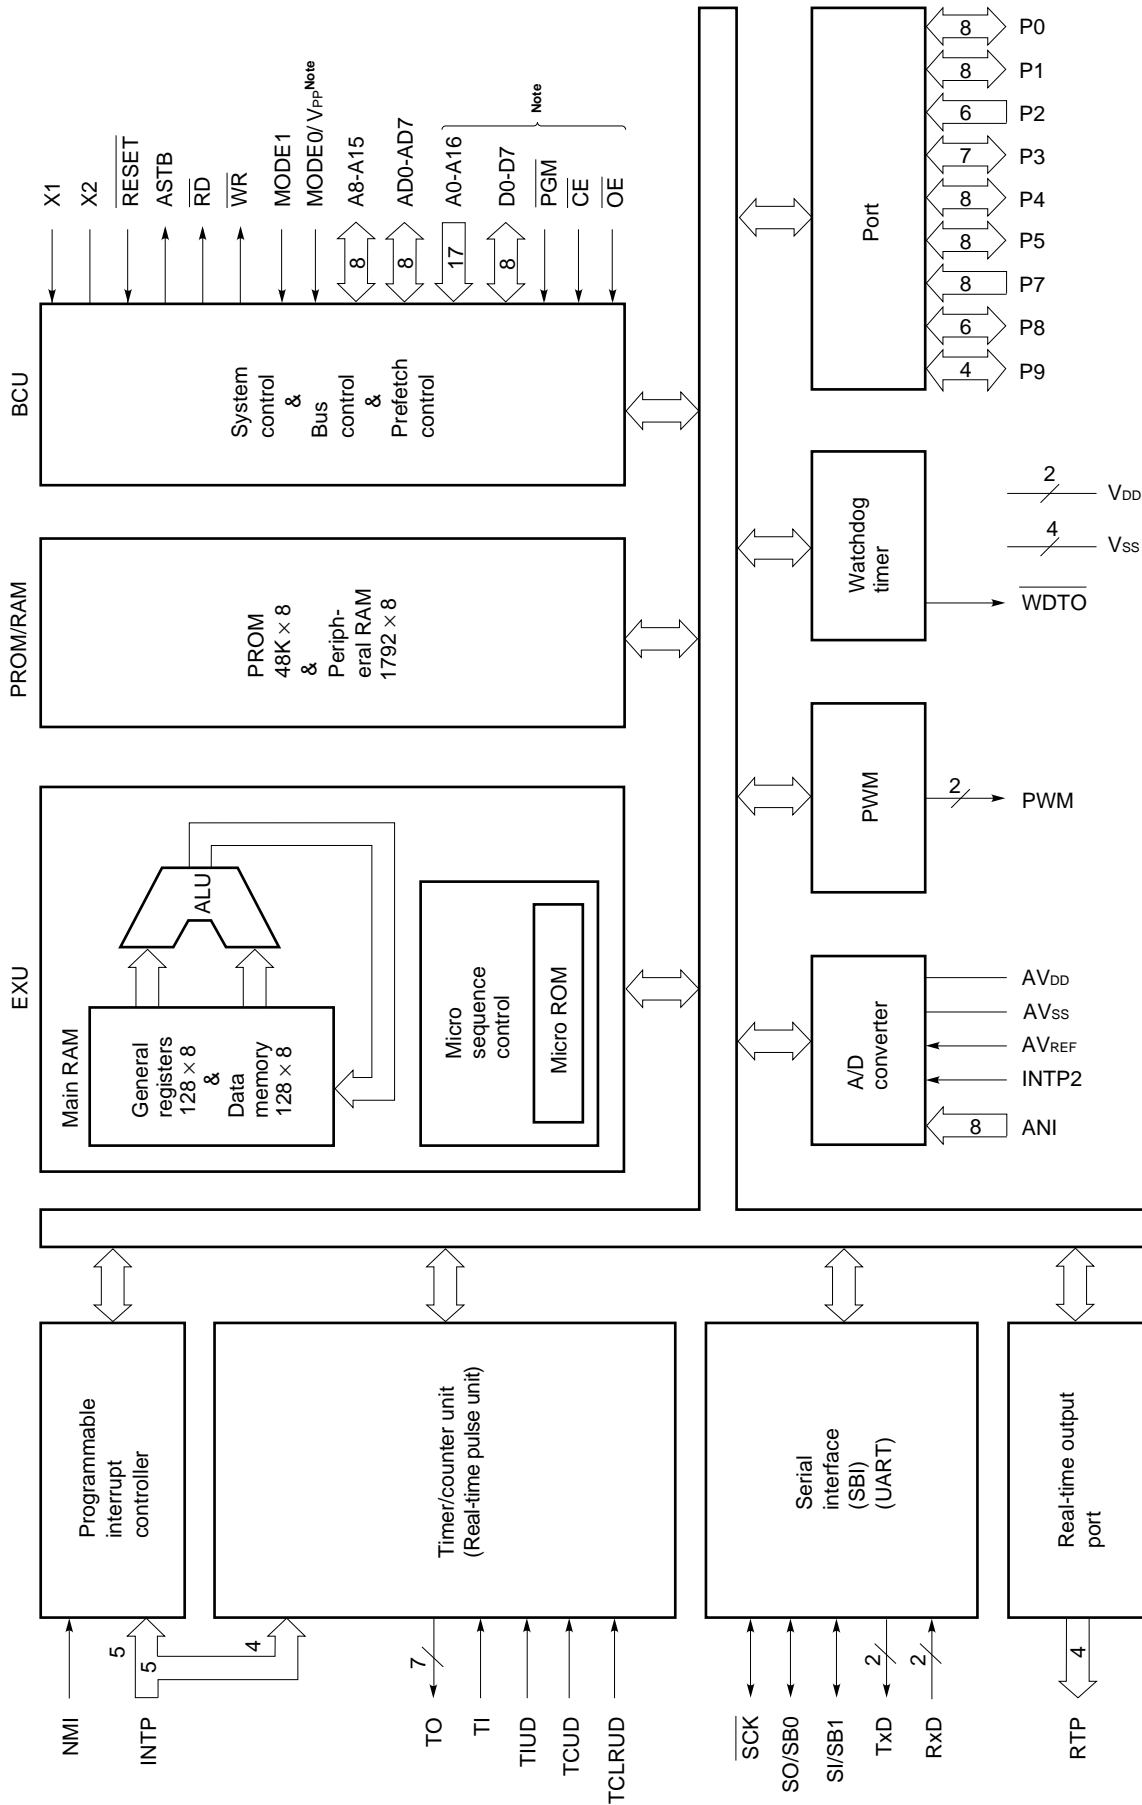 NMI
INTP
5
5
4
Programmable
interrupt
controller
TO
7
TI
TIUD
TCUD
TCLRUD
Timer/counter unit
(Real-time pulse unit)
SCK
SO/SB0
SI/SB1
TxD
2
RxD
2
Serial
interface
(SBI)
(UART)
RTP
4
Real-time output
port
EXU
Main RAM
General
registers
128 × 8
&
Data
memory
128 × 8
ALU
Micro
sequence
control
Micro ROM
PROM/RAM
PROM
48K × 8
&
Periph-
eral RAM
1792 × 8
BCU
System
control
&
Bus
control
&
Prefetch
control
X1
X2
RESET
ASTB
RD
WR
MODE1
MODE0/ VPP Note
8 A8-A15
8 AD0-AD7
17 A0-A16
8 D0-D7
PGM
CE
OE
Note
A/D
converter
AVDD
AVSS
AVREF
INTP2
8
ANI
PWM
2
PWM
Watchdog
timer
2
VDD
4
VSS
WDTO
Port
8 P0
8 P1
6 P2
7 P3
8 P4
8 P5
8 P7
6 P8
4 P9